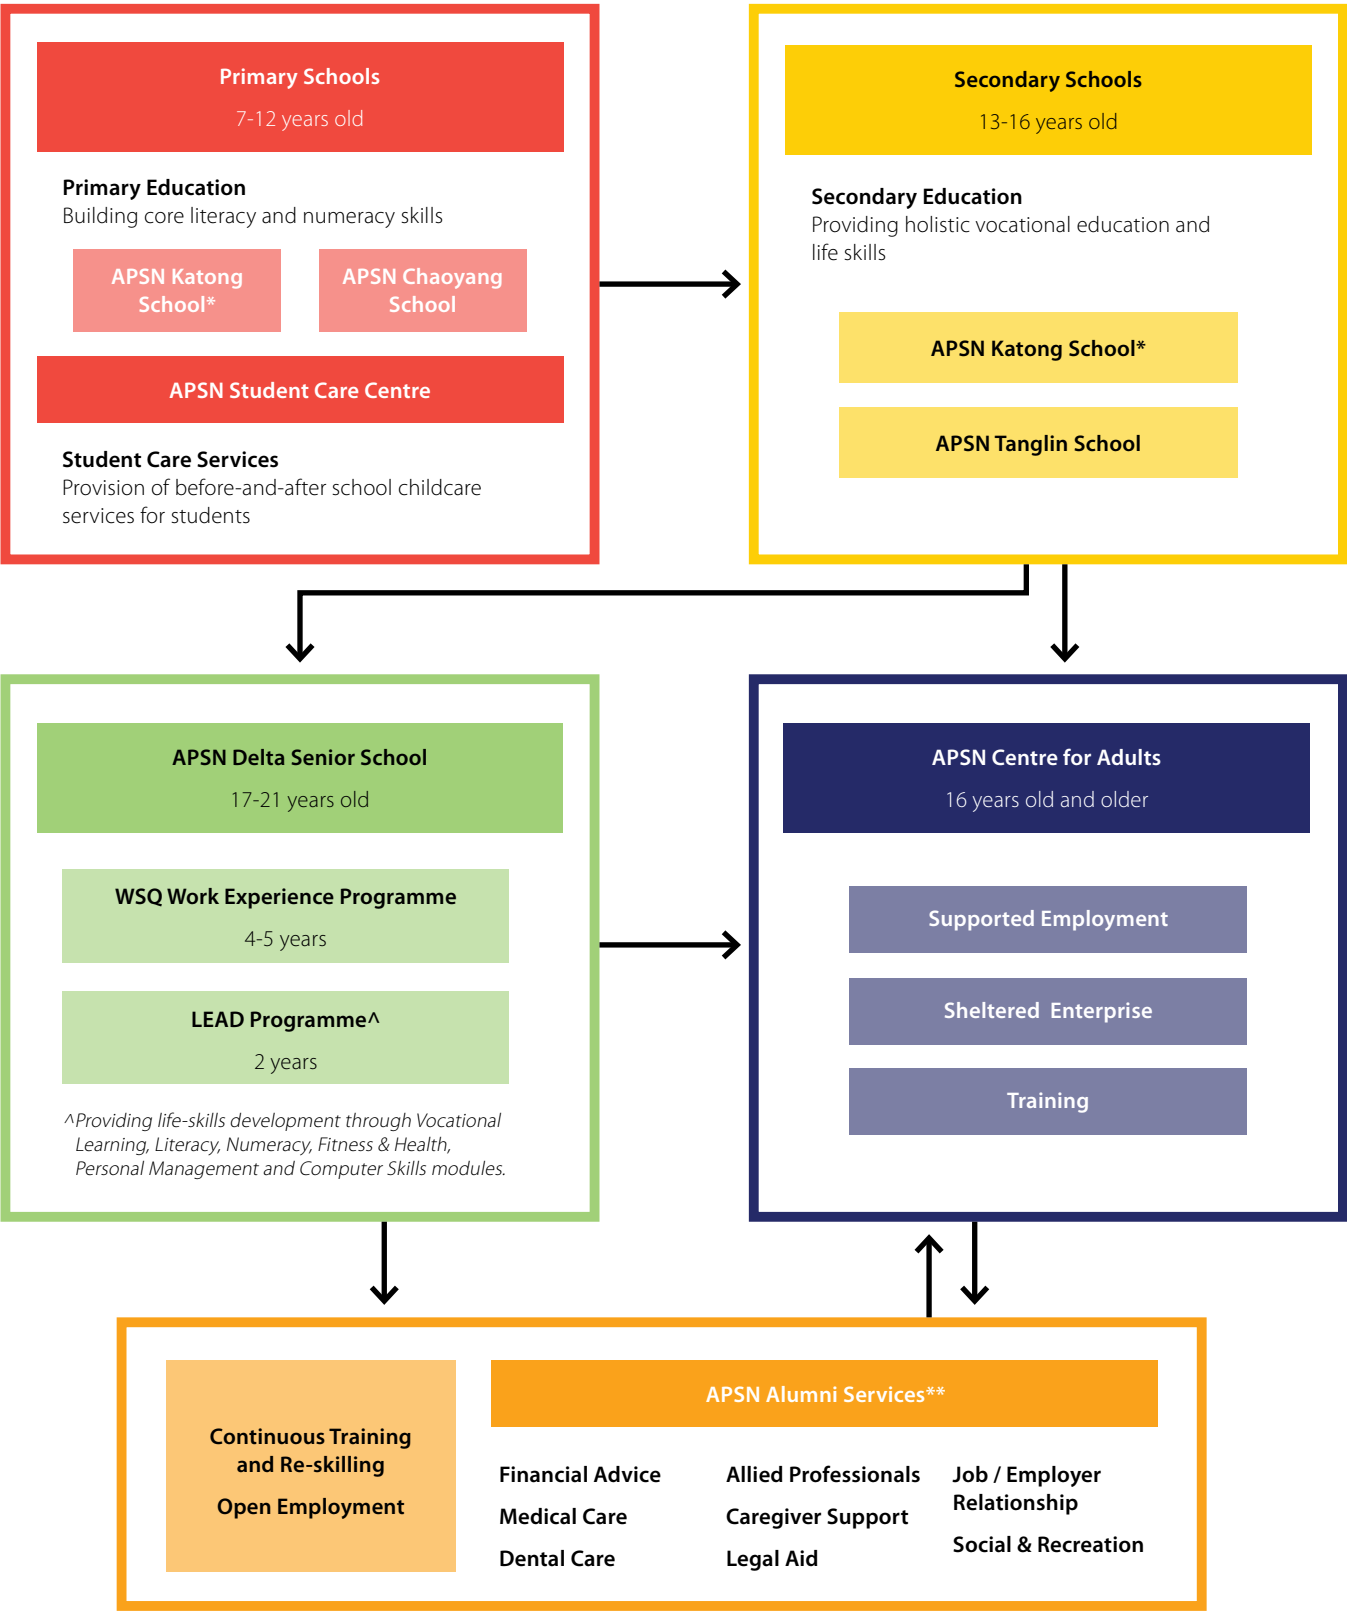 Primary Schools
7-12 years old
Primary Education
Building core literacy and numeracy skills
APSN Katong
School*
APSN Chaoyang
School
APSN Student Care Centre
Student Care Services
Provision of before-and-after school childcare
services for students
Secondary Schools
13-16 years old
Secondary Education
Providing holistic vocational education and
life skills
APSN Katong School*
APSN Tanglin School
APSN Delta Senior School
17-21 years old
WSQ Work Experience Programme
4-5 years
LEAD Programme^
2 years
^Providing life-skills development through Vocational
Learning, Literacy, Numeracy, Fitness & Health,
Personal Management and Computer Skills modules.
APSN Centre for Adults
16 years old and older
Supported Employment
Sheltered Enterprise
Training
Continuous Training
and Re-skilling
Open Employment
APSN Alumni Services**
Financial Advice
Medical Care
Dental Care
Allied Professionals
Caregiver Support
Legal Aid
Job / Employer
Relationship
Social & Recreation